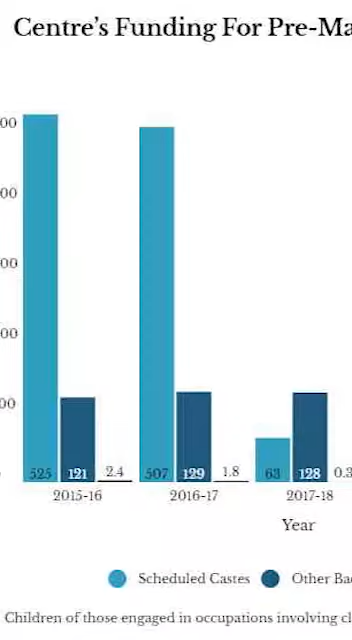 Centre's Funding For Pre-Ma
00
00
00
00
00
525 121 2.4 507 129 1.8 63 128 0.3
2015-16 2016-17 2017-18
Year
Scheduled Castes Other Bac
Children of those engaged in occupations involving cl